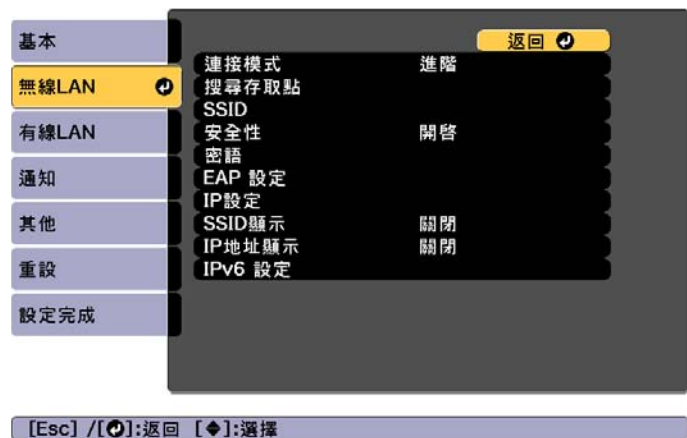 基本
無線LAN
有線LAN
通知
其他
重設
設定完成
返回
連接模式 進階
搜尋存取點
SSID
安全性 開啓
密語
EAP 設定
IP設定
SSID顯示 關閉
IP地址顯示 關閉
IPv6 設定
[Esc] /[]:返回 [◆]:選擇